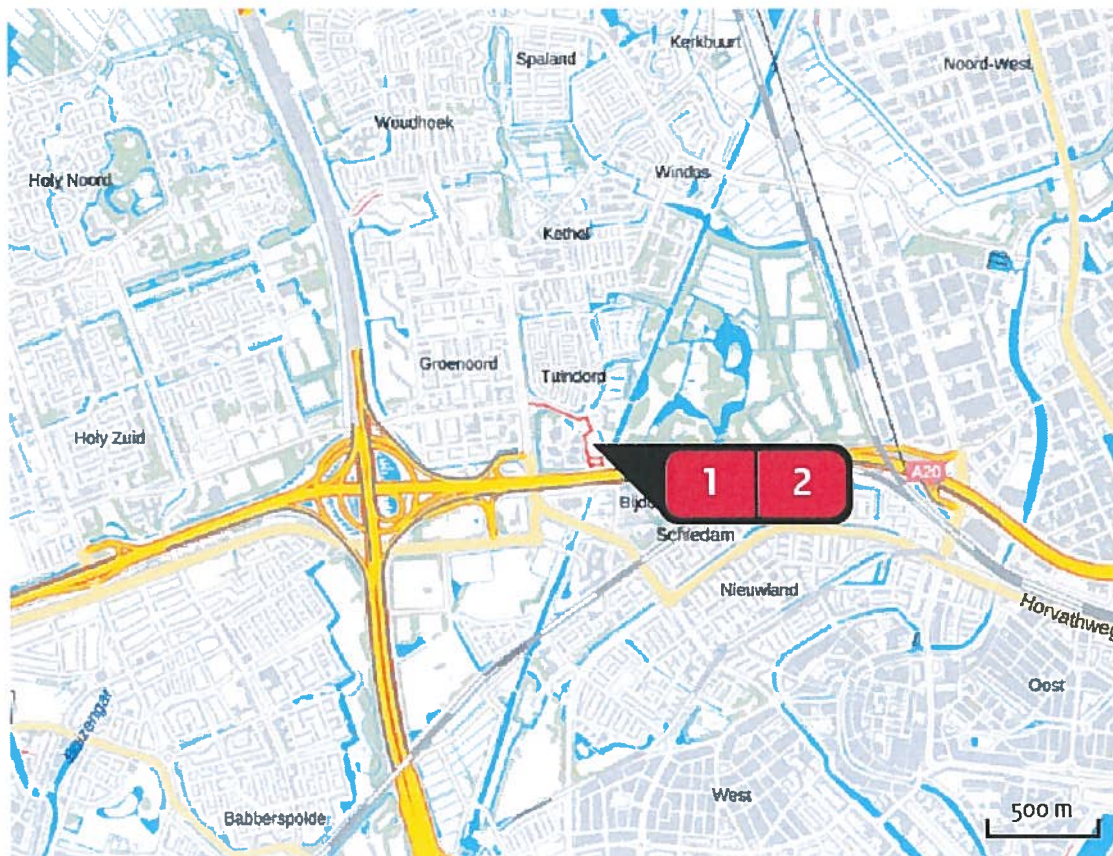 Kerkbuurt
Spaland
Noord-West
Woudhoek
Windas
Holy Noord
Kethel
Groenoord
Tuindorp
Holy Zuid
1 2
A20
Schiedam
Nieuwland
Horvathweg
Oost
West
Babberspolder
500 m